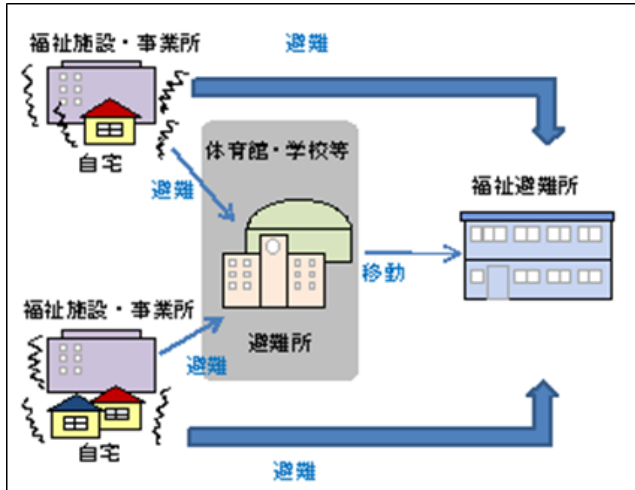 福祉施設・事業所
避難
自宅
体育館・学校等
避難
福祉避難所
移動
福祉施設・事業所
避難所
避難
自宅
避難